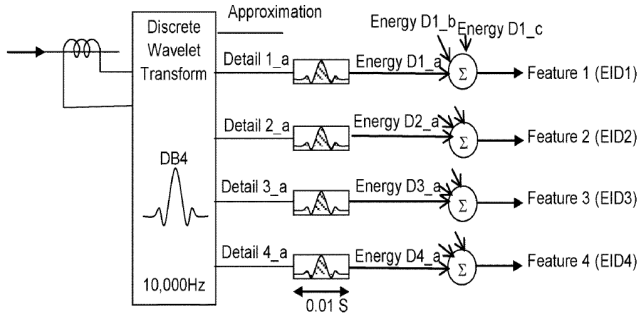 Discrete
Wavelet
Transform
DB4
10,000Hz
Approximation
Energy D1_b
Energy D1_c
Detail 1_a
Energy D1_a
Σ
Feature 1 (EID1)
Detail 2_a
Energy D2_a
Σ
Feature 2 (EID2)
Detail 3_a
Energy D3_a
Σ
Feature 3 (EID3)
Detail 4_a
Energy D4_a
Σ
Feature 4 (EID4)
0.01 S